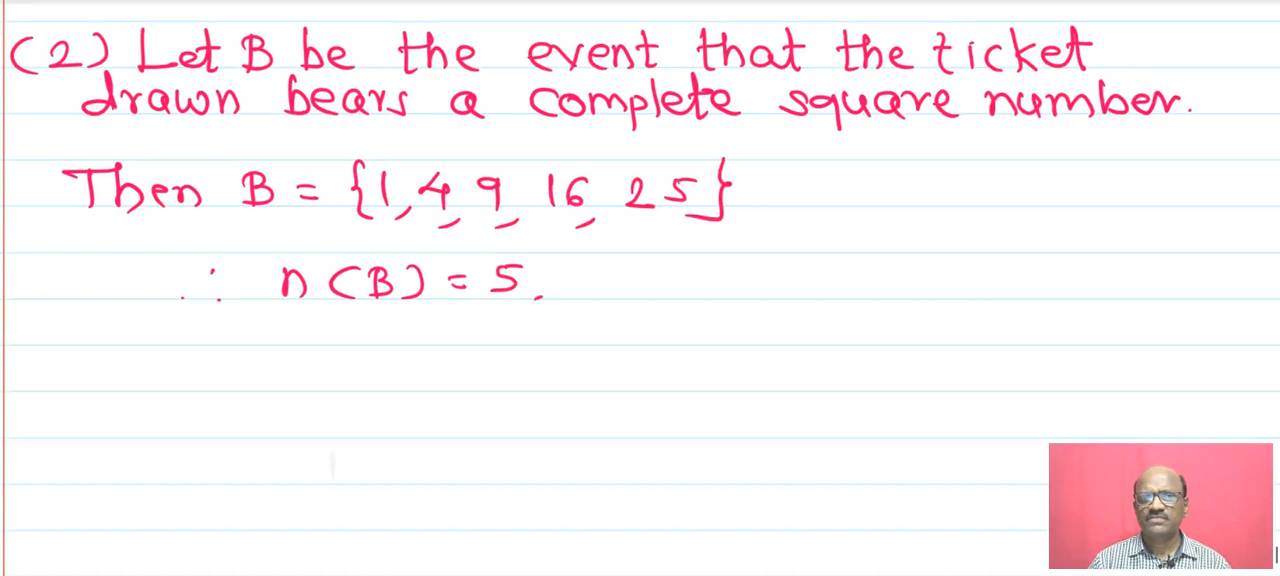 (2) Let B be the event that the ticket
drawn bears a complete square number.
Then B = {1, 4, 9, 16, 25}
∴ n (B) = 5.